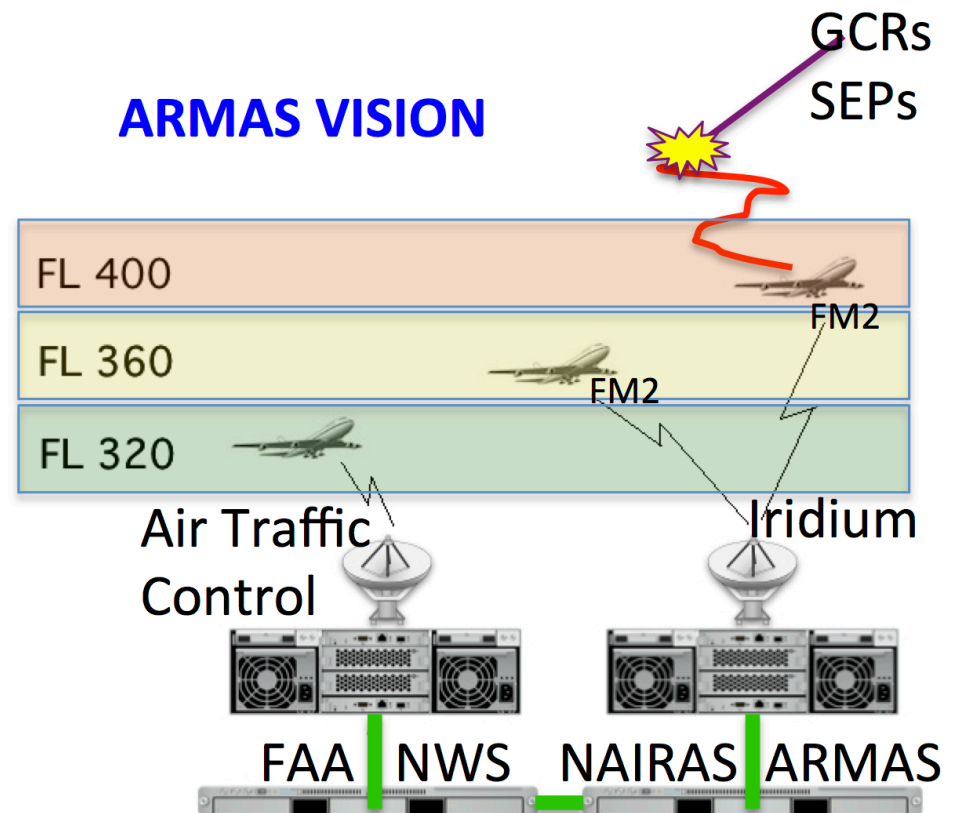 GCRs
SEPs
ARMAS VISION
FL 400
FM2
FL 360
FM2
FL 320
Air Traffic
Control
Iridium
FAA
NWS
NAIRAS
ARMAS